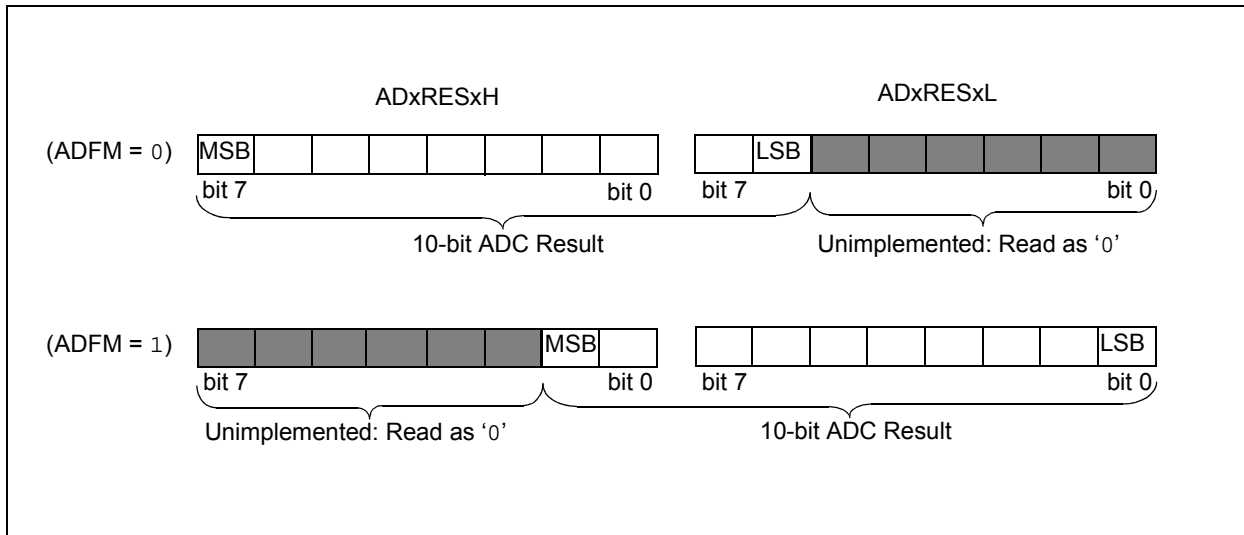 ADxRESxH ADxRESxL
(ADFM = 0) MSB LSB
bit 7 bit 0 bit 7 bit 0
10-bit ADC Result Unimplemented: Read as ‘0’
(ADFM = 1) MSB LSB
bit 7 bit 0 bit 7 bit 0
Unimplemented: Read as ‘0’ 10-bit ADC Result